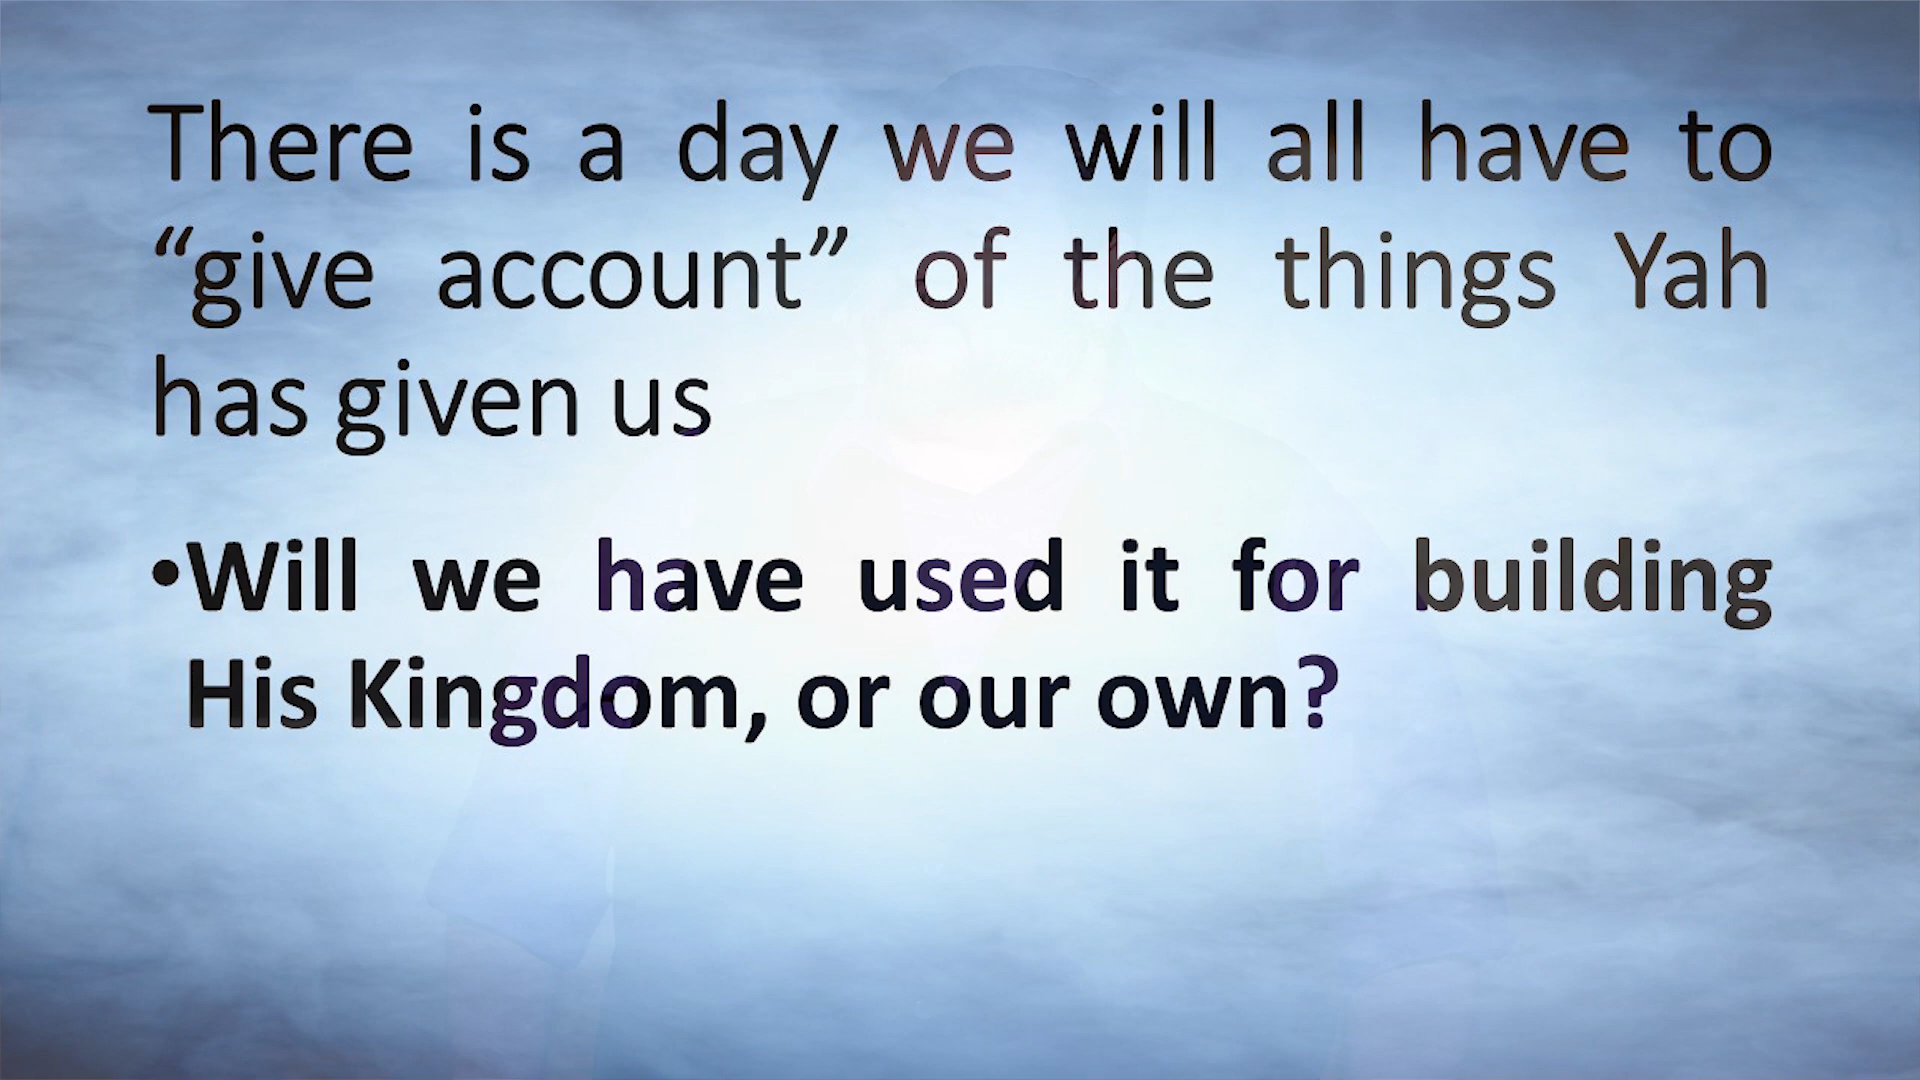 There is a day we will all have to
“give account” of the things Yah
has given us
•Will we have used it for building
His Kingdom, or our own?